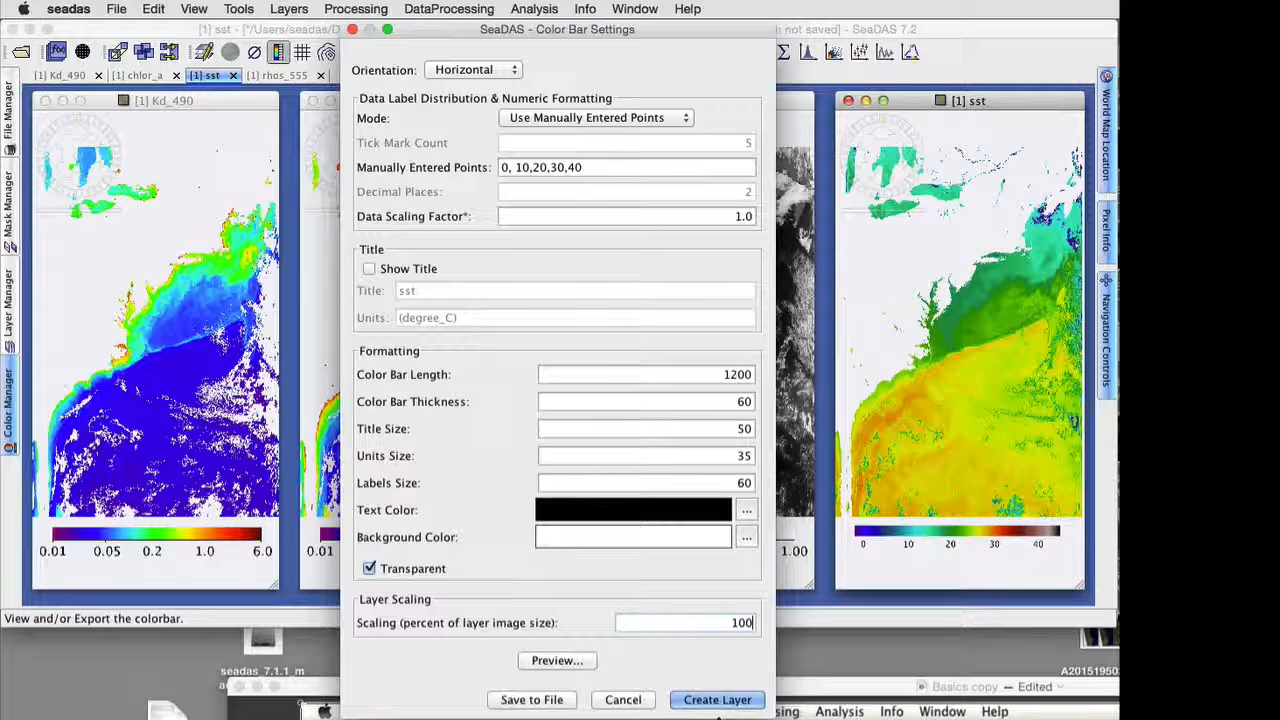 seadas File Edit View Tools Layers Processing DataProcessing Analysis Info Window Help
[1] sst - ["/Users/seadas/D
SeaDAS - Color Bar Settings
not saved] - SeaDAS 7.2
[1] Kd_490 [1] chlor_a [1] sst [1] rhos_555
File Manager
Mask Manager
Layer Manager
Color Manager
[1] Kd_490
0.01 0.05 0.2 1.0 6.0
0.01
Orientation: Horizontal
Data Label Distribution & Numeric Formatting
Mode: Use Manually Entered Points
Tick Mark Count 5
Manually Entered Points: 0, 10,20,30,40
Decimal Places: 2
Data Scaling Factor*: 1.0
Title
Show Title
Title: sst
Units: (degree_C)
Formatting
Color Bar Length: 1200
Color Bar Thickness: 60
Title Size: 50
Units Size: 35
Labels Size: 60
Text Color: ...
Background Color: ...
Transparent
Layer Scaling
Scaling (percent of layer image size): 100
Preview...
Save to File Cancel Create Layer
1.00
[1] sst
0 10 20 30 40
World Map Location
Pixel Info
Navigation Controls
View and/or Export the colorbar.
seadas_7.1.1_m
A201519505
Basics copy — Edited
sing Analysis Info Window Help